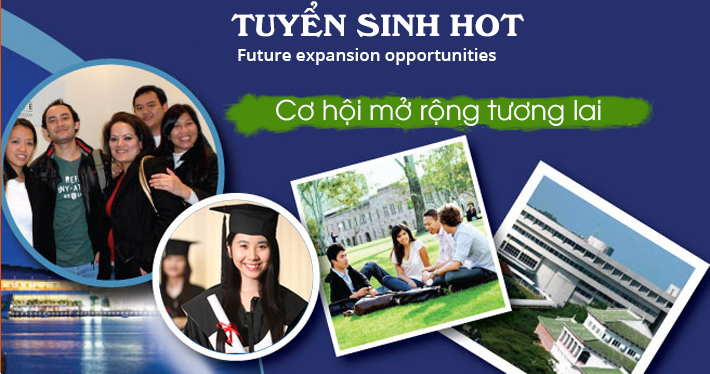 TUYỂN SINH HOT
Future expansion opportunities
Cơ hội mở rộng tương lai